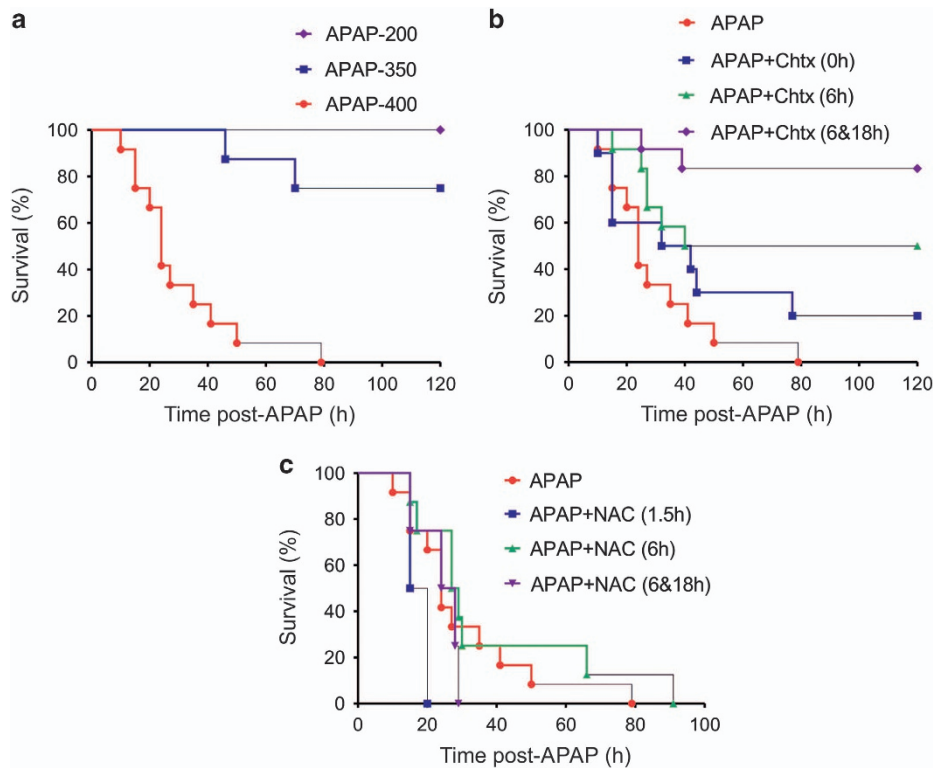 a
APAP-200
APAP-350
APAP-400
Survival (%)
100
80
60
40
20
0
0 20 40 60 80 100 120
Time post-APAP (h)
b
APAP
APAP+Chtx (0h)
APAP+Chtx (6h)
APAP+Chtx (6&18h)
Survival (%)
100
80
60
40
20
0
0 20 40 60 80 100 120
Time post-APAP (h)
c
APAP
APAP+NAC (1.5h)
APAP+NAC (6h)
APAP+NAC (6&18h)
Survival (%)
100
80
60
40
20
0
0 20 40 60 80 100
Time post-APAP (h)